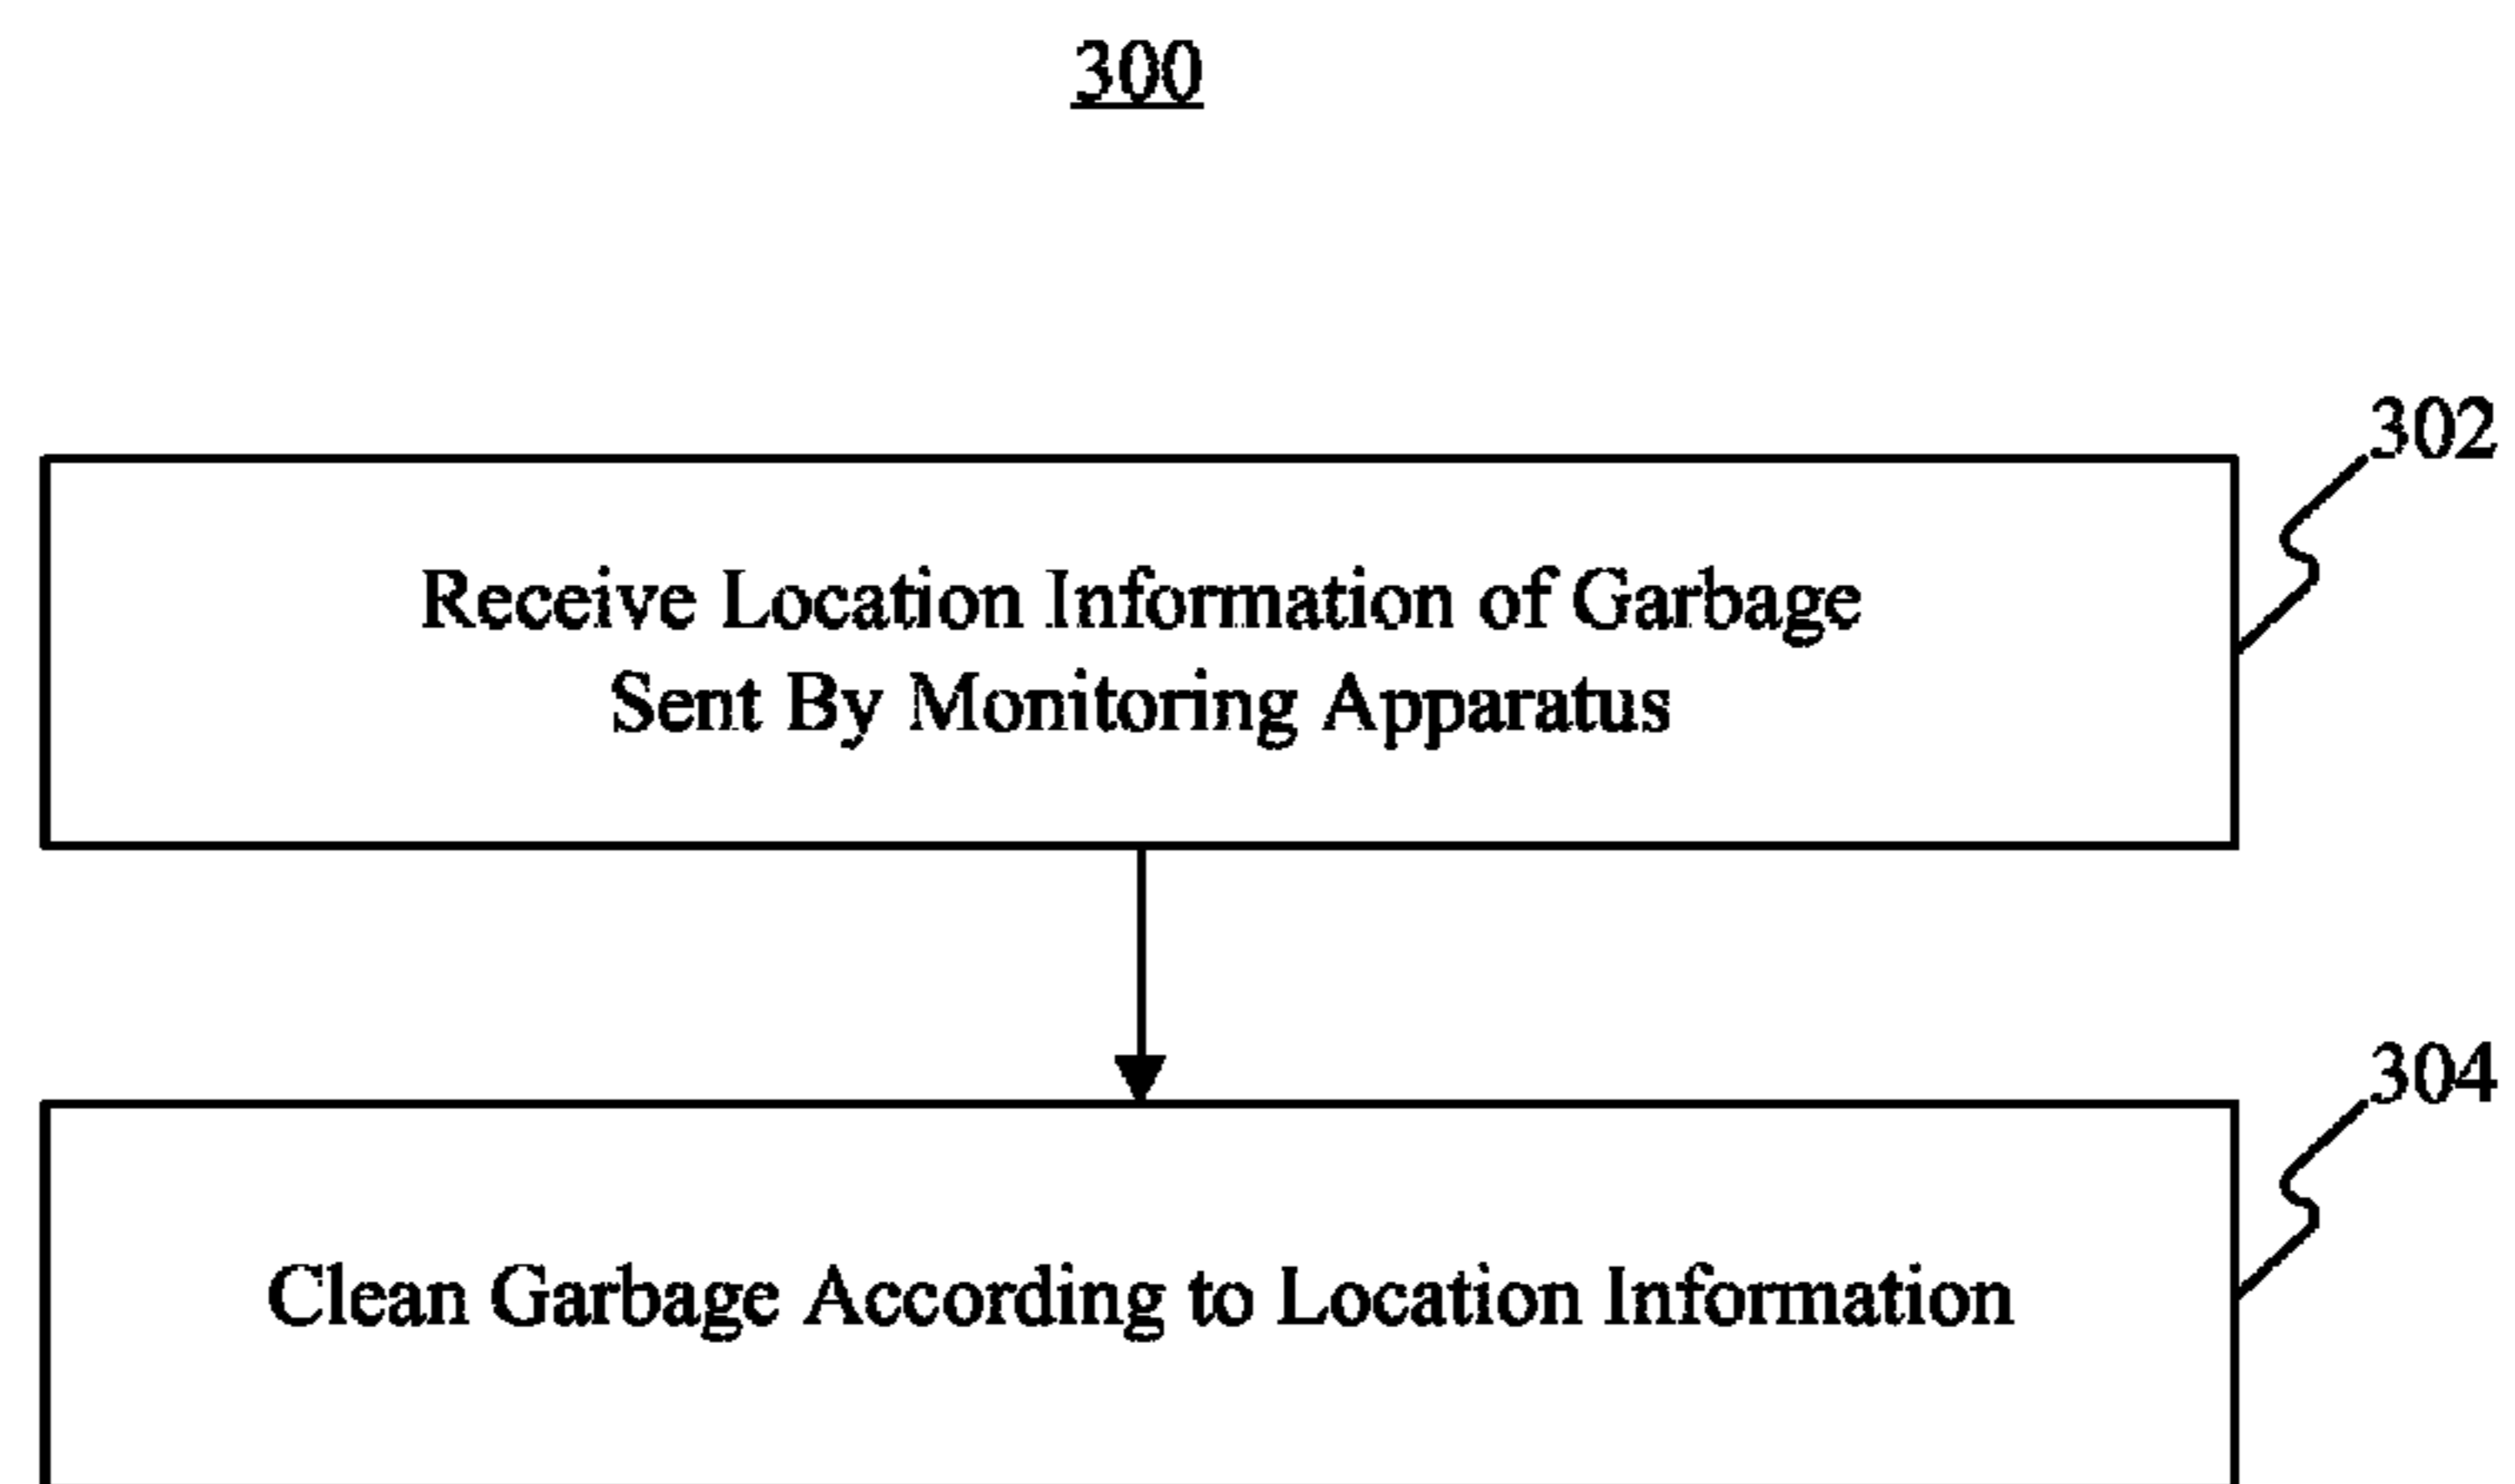 300
302
Receive Location Information of Garbage
Sent By Monitoring Apparatus
304
Clean Garbage According to Location Information